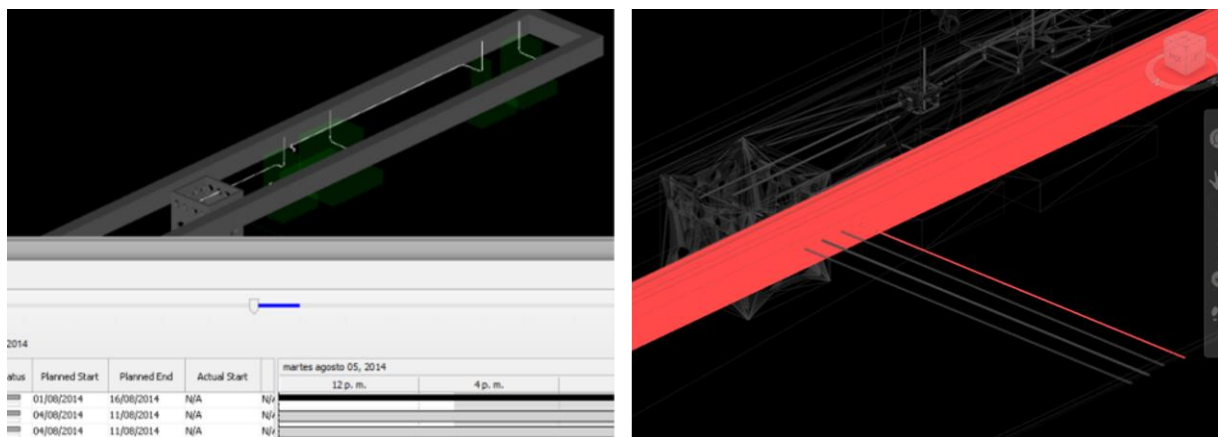 2014
atus Planned Start Planned End Actual Start
martes agosto 05, 2014
12 p. m. 4 p. m.
01/08/2014 16/08/2014 N/A N/
04/08/2014 11/08/2014 N/A N/
04/08/2014 11/08/2014 N/A N/